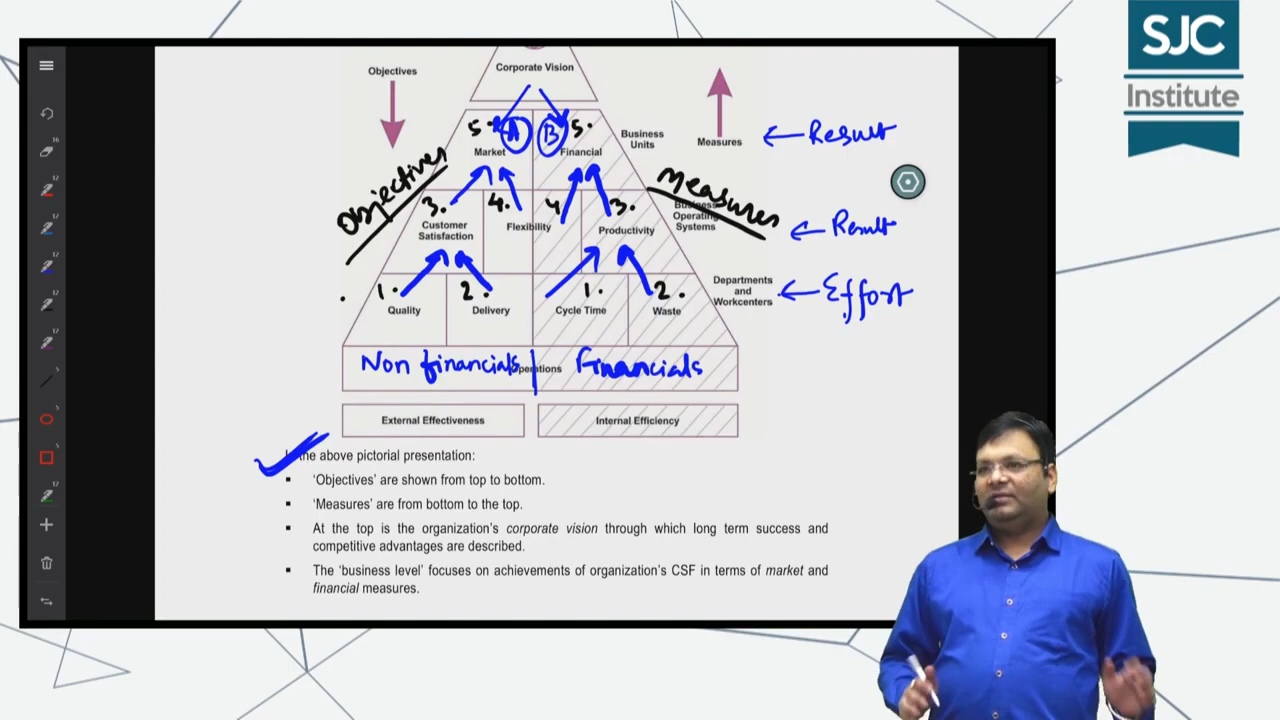 SJC
Institute
Corporate Vision
Objectives
Measures
← Result
5.
A
B
5.
Market
Financial
Business
Units
Objectives
Measures
3.
4.
4
3.
Customer
Satisfaction
Flexibility
Productivity
Business
Operating
Systems
← Result
1.
2.
1.
2.
Quality
Delivery
Cycle Time
Waste
Departments
and
Workcenters
← Effort
Non financials | Financials
External Effectiveness
Internal Efficiency
the above pictorial presentation:
▪ ‘Objectives’ are shown from top to bottom.
▪ ‘Measures’ are from bottom to the top.
▪ At the top is the organization’s corporate vision through which long term success and
competitive advantages are described.
▪ The ‘business level’ focuses on achievements of organization’s CSF in terms of market and
financial measures.